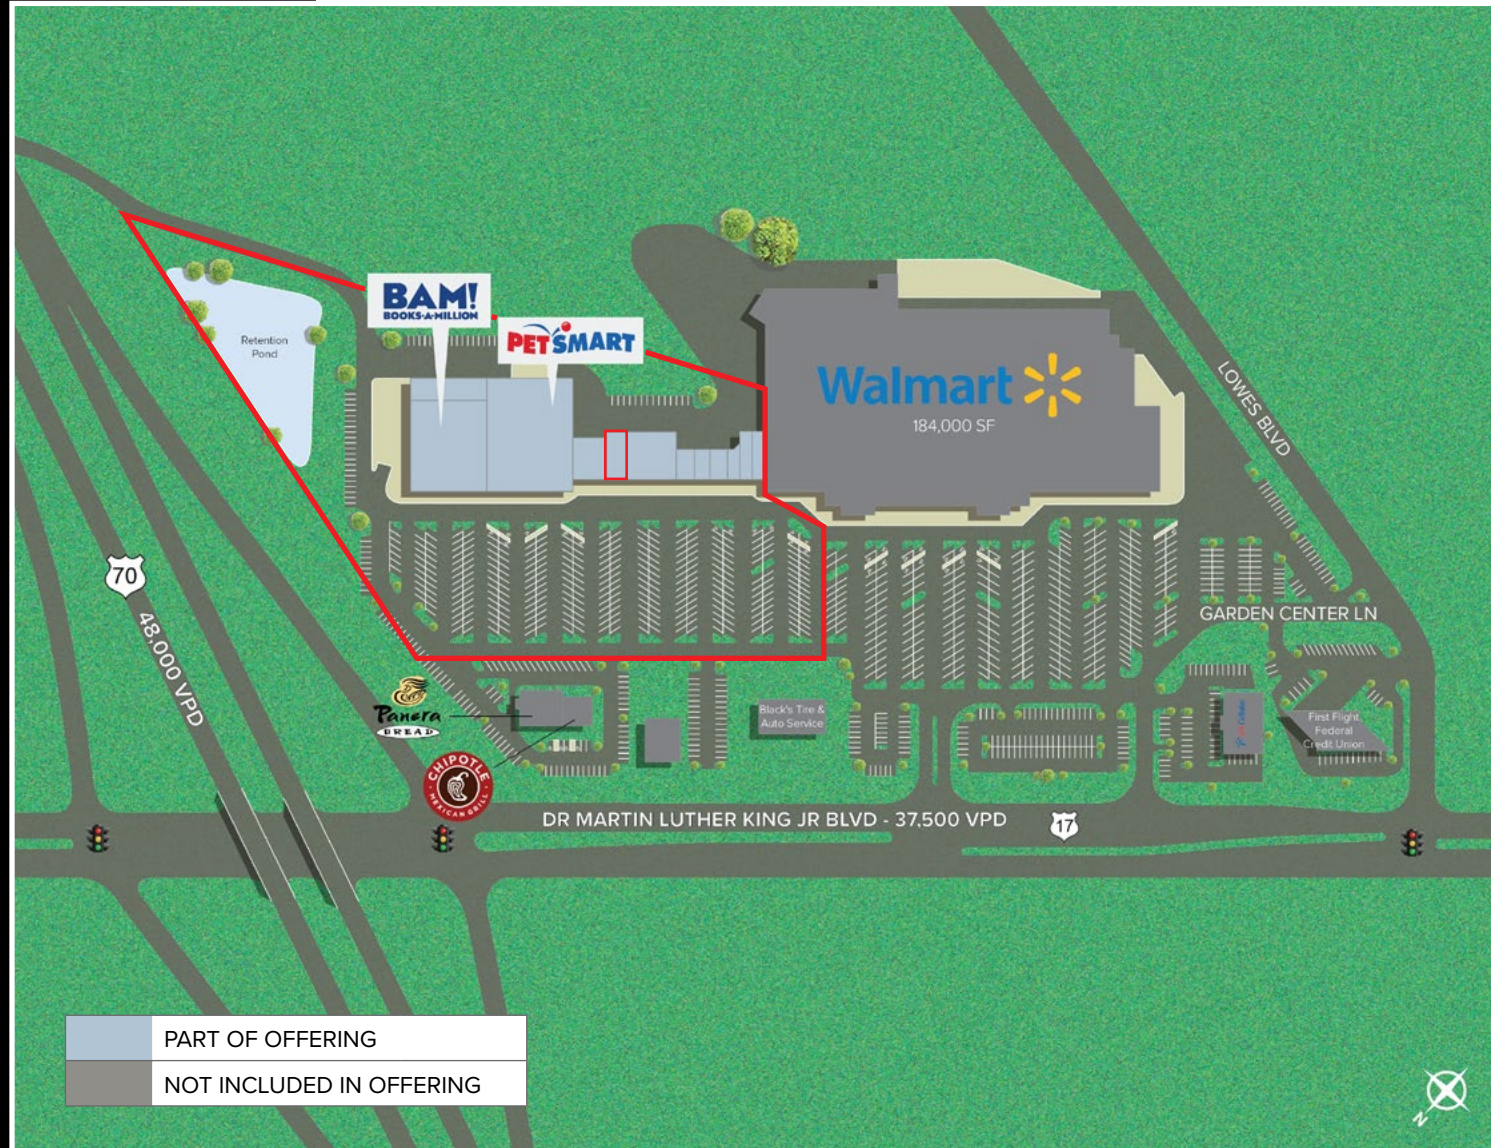 BAM!
BOOKS-A-MILLION
PETSMART
Retention
Pond
Walmart
184,000 SF
LOWES BLVD
70
48,000 VPD
GARDEN CENTER LN
Panera
BREAD
Black's Tire &
Auto Service
First Flight
Federal
Credit Union
CHIPOTLE
MEXICAN GRILL
DR MARTIN LUTHER KING JR BLVD - 37,500 VPD
17
PART OF OFFERING
NOT INCLUDED IN OFFERING
N